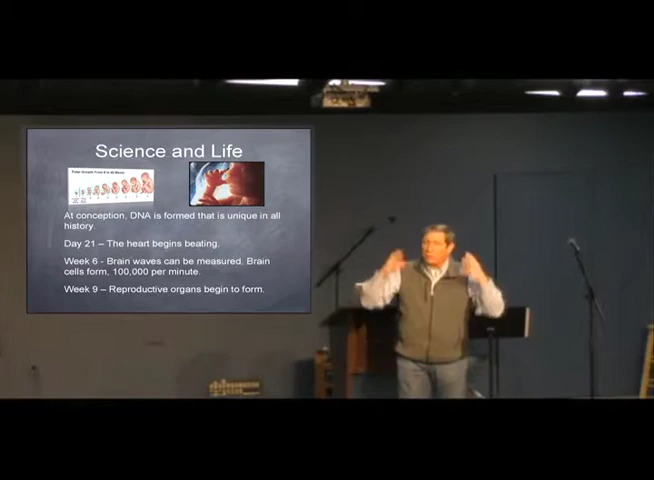 Science and Life
At conception, DNA is formed that is unique in all
history.
Day 21 – The heart begins beating.
Week 6 - Brain waves can be measured. Brain
cells form, 100,000 per minute.
Week 9 – Reproductive organs begin to form.